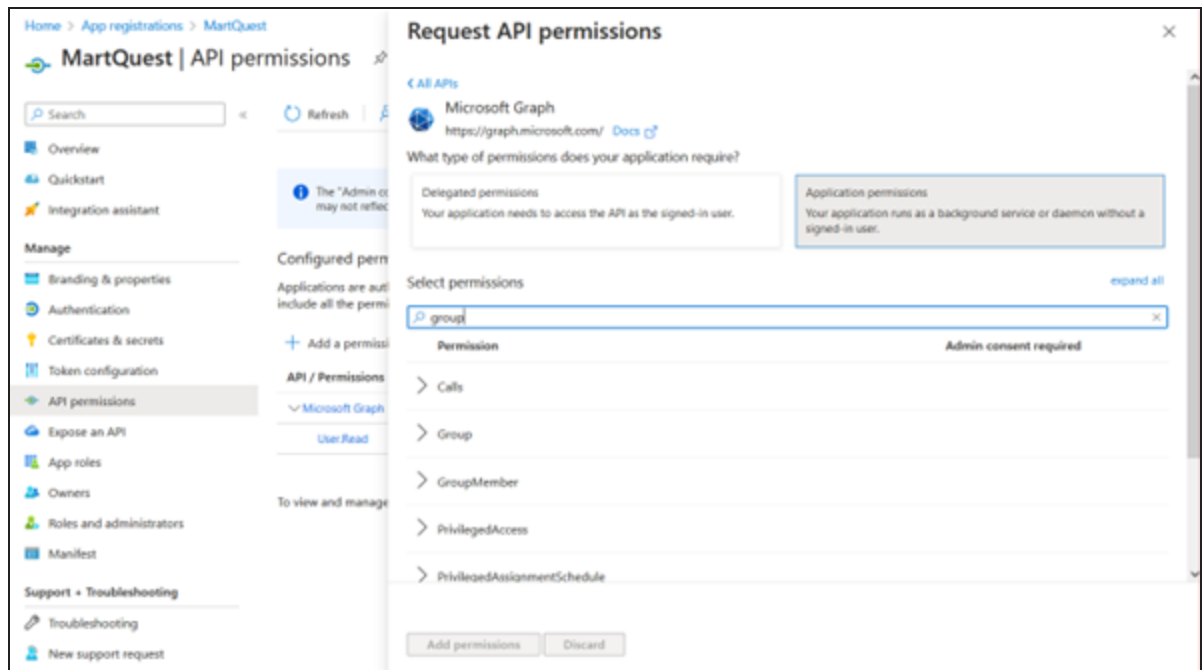 Home > App registrations > MartQuest
MartQuest | API permissions
Search
«
Overview
Quickstart
Integration assistant
Manage
Branding & properties
Authentication
Certificates & secrets
Token configuration
API permissions
Expose an API
App roles
Owners
Roles and administrators
Manifest
Support + Troubleshooting
Troubleshooting
New support request
Refresh
The "Admin co
may not reflec
Configured perm
Applications are aut
include all the permi
+ Add a permissi
API / Permissions
Microsoft Graph
User.Read
To view and manage
Request API permissions
All APIs
Microsoft Graph
https://graph.microsoft.com/ Docs
What type of permissions does your application require?
Delegated permissions
Your application needs to access the API as the signed-in user.
Application permissions
Your application runs as a background service or daemon without a
signed-in user.
Select permissions expand all
group
Permission Admin consent required
Calls
Group
GroupMember
PrivilegedAccess
PrivilegedAssignmentSchedule
Add permissions Discard